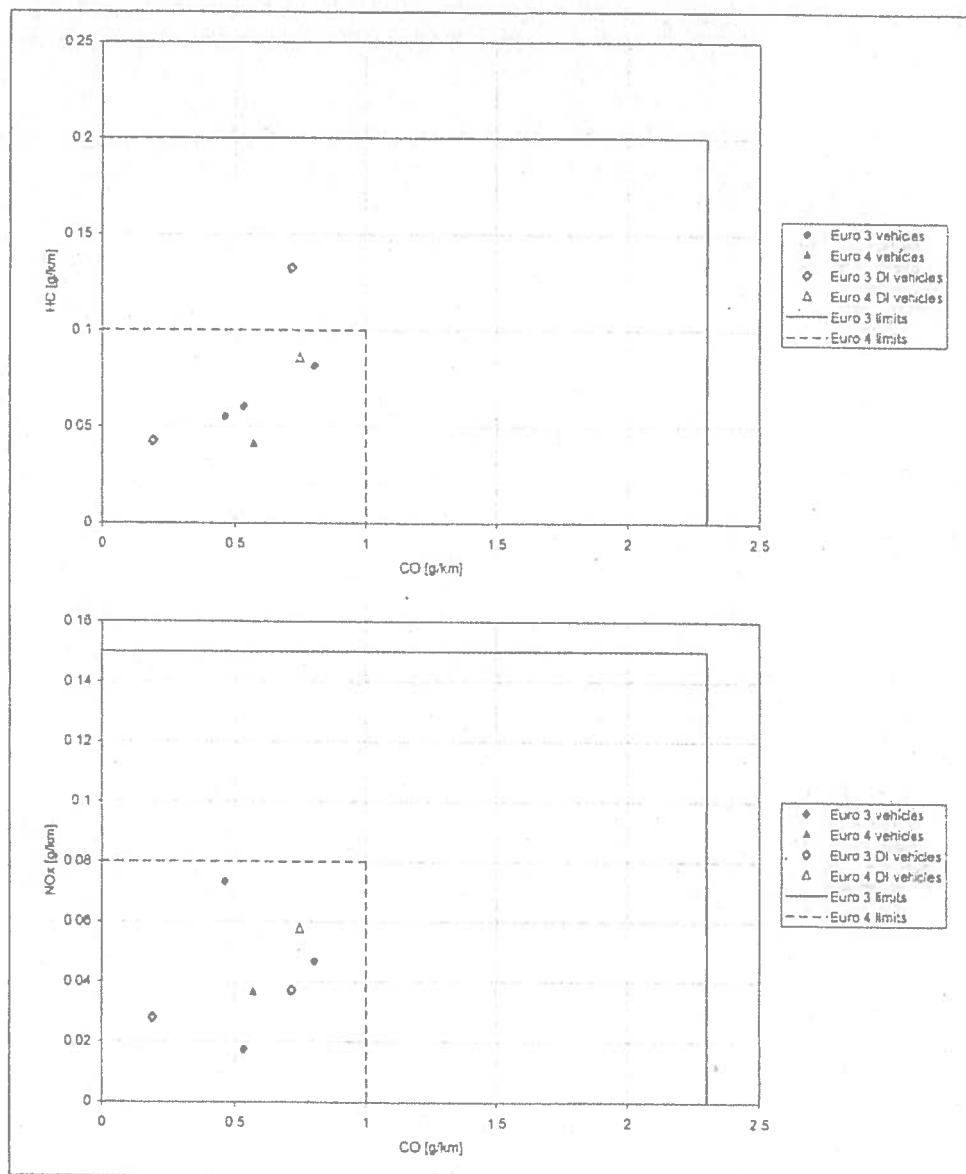 0 25
0 2
0 15
0 1
0 05
0
HC [g/km]
0
0 5
1
1 5
2
2 5
CO [g/km]
Euro 3 vehicles
Euro 4 vehicles
Euro 3 DI vehicles
Euro 4 DI vehicles
Euro 3 limits
Euro 4 limits
0 16
0 14
0 12
0 1
0 08
0 06
0 04
0 02
0
NOx [g/km]
0
0 5
1
1 5
2
2 5
CO [g/km]
Euro 3 vehicles
Euro 4 vehicles
Euro 3 DI vehicles
Euro 4 DI vehicles
Euro 3 limits
Euro 4 limits